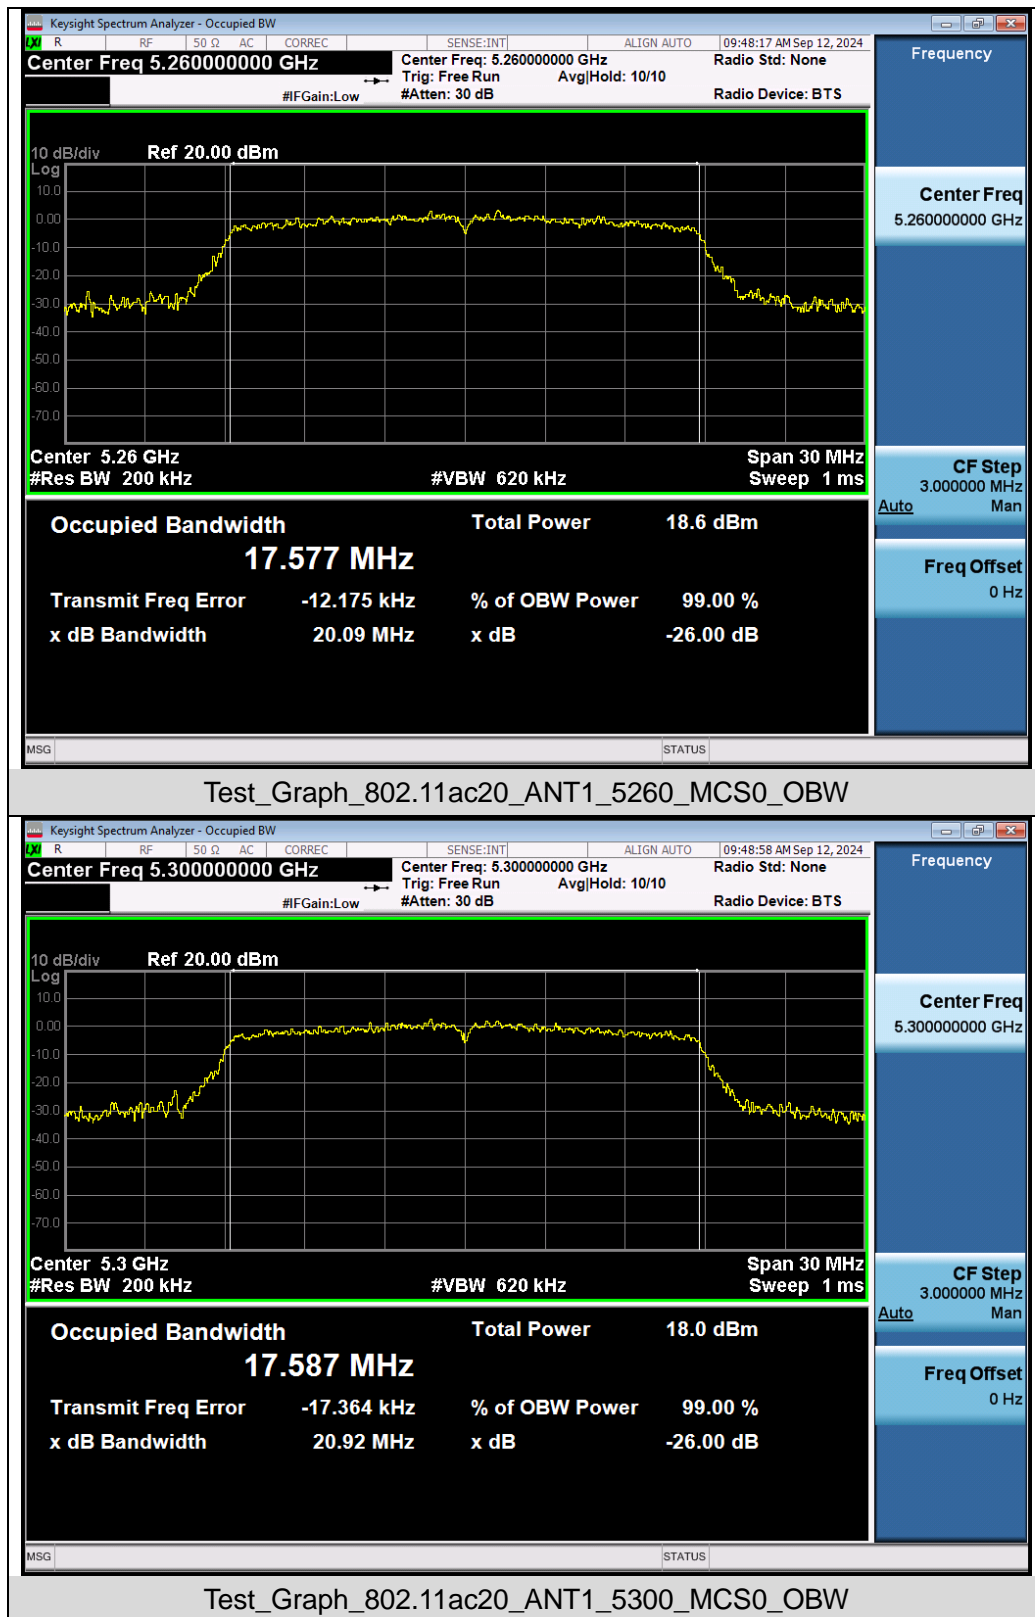 Keysight Spectrum Analyzer - Occupied BW
LXI R RF 50 Ω AC CORREC SENSE:INT ALIGN AUTO 09:48:17 AM Sep 12, 2024
Center Freq 5.260000000 GHz Center Freq: 5.260000000 GHz Radio Std: None
Trig: Free Run Avg|Hold: 10/10
#IFGain:Low #Atten: 30 dB Radio Device: BTS
Frequency
10 dB/div Ref 20.00 dBm
Log
10.0
0.00
-10.0
-20.0
-30.0
-40.0
-50.0
-60.0
-70.0
Center 5.26 GHz Span 30 MHz
#Res BW 200 kHz #VBW 620 kHz Sweep 1 ms
Center Freq
5.260000000 GHz
CF Step
3.000000 MHz
Auto Man
Freq Offset
0 Hz
Occupied Bandwidth Total Power 18.6 dBm
17.577 MHz
Transmit Freq Error -12.175 kHz % of OBW Power 99.00 %
x dB Bandwidth 20.09 MHz x dB -26.00 dB
MSG STATUS
Test_Graph_802.11ac20_ANT1_5260_MCS0_OBW
Keysight Spectrum Analyzer - Occupied BW
LXI R RF 50 Ω AC CORREC SENSE:INT ALIGN AUTO 09:48:58 AM Sep 12, 2024
Center Freq 5.300000000 GHz Center Freq: 5.300000000 GHz Radio Std: None
Trig: Free Run Avg|Hold: 10/10
#IFGain:Low #Atten: 30 dB Radio Device: BTS
Frequency
10 dB/div Ref 20.00 dBm
Log
10.0
0.00
-10.0
-20.0
-30.0
-40.0
-50.0
-60.0
-70.0
Center 5.3 GHz Span 30 MHz
#Res BW 200 kHz #VBW 620 kHz Sweep 1 ms
Center Freq
5.300000000 GHz
CF Step
3.000000 MHz
Auto Man
Freq Offset
0 Hz
Occupied Bandwidth Total Power 18.0 dBm
17.587 MHz
Transmit Freq Error -17.364 kHz % of OBW Power 99.00 %
x dB Bandwidth 20.92 MHz x dB -26.00 dB
MSG STATUS
Test_Graph_802.11ac20_ANT1_5300_MCS0_OBW